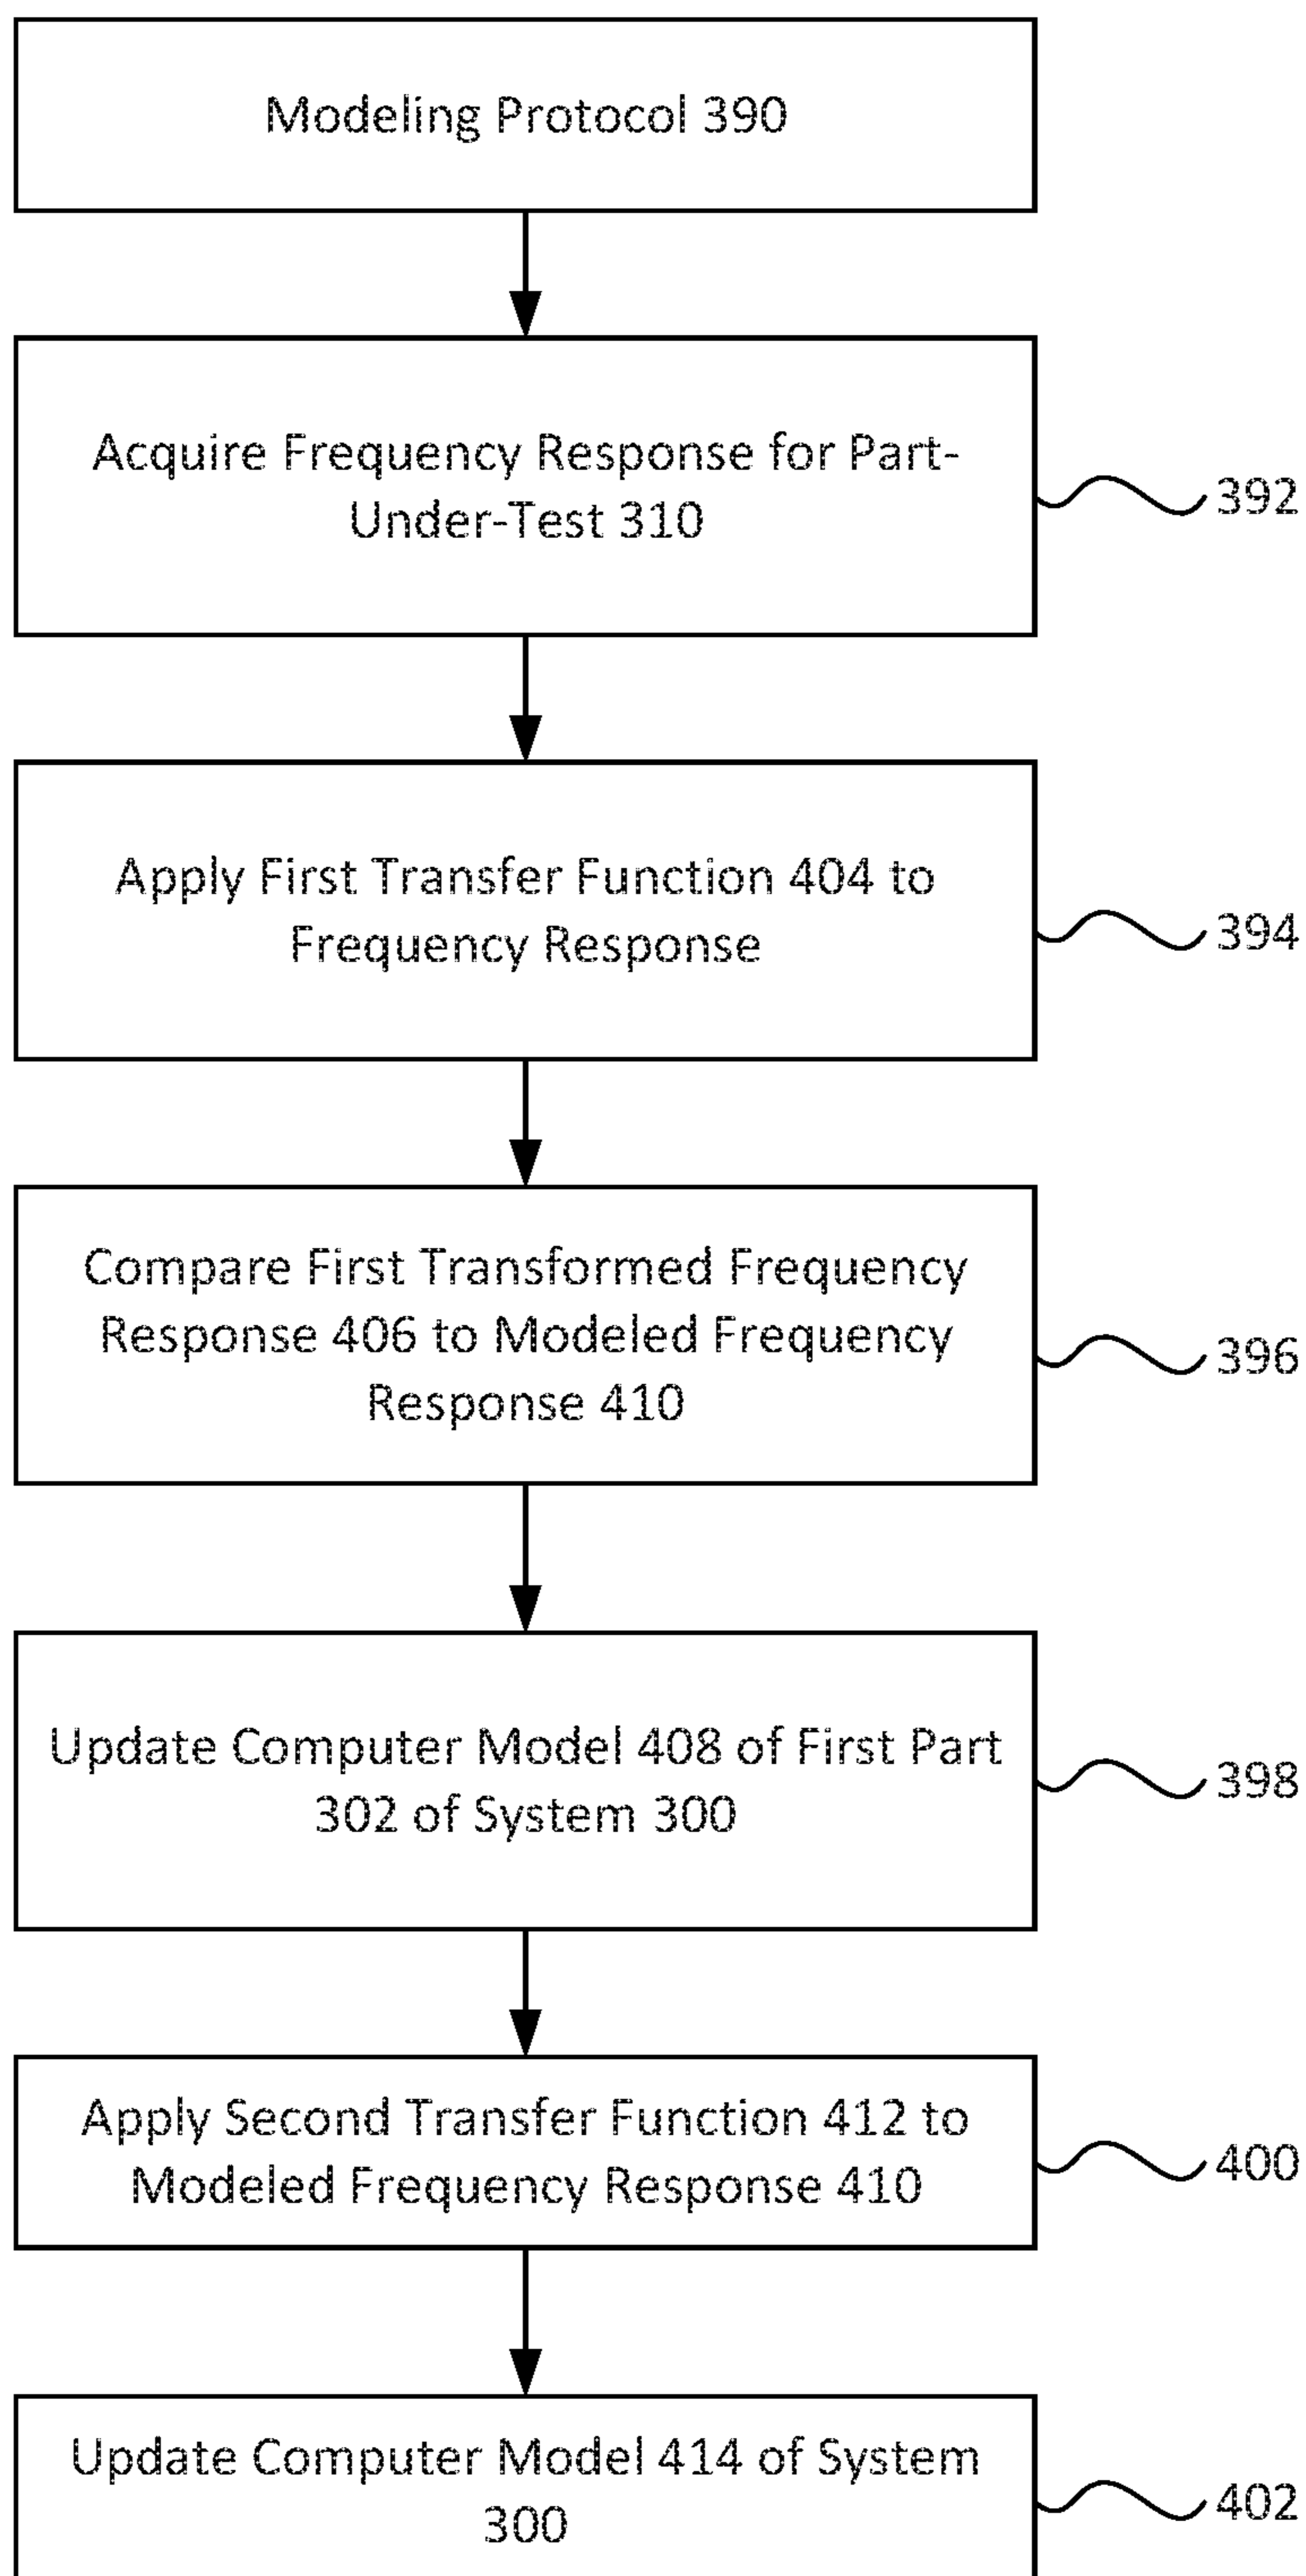 Modeling Protocol 390
Acquire Frequency Response for Part-
Under-Test 310
392
Apply First Transfer Function 404 to
Frequency Response
394
Compare First Transformed Frequency
Response 406 to Modeled Frequency
Response 410
396
Update Computer Model 408 of First Part
302 of System 300
398
Apply Second Transfer Function 412 to
Modeled Frequency Response 410
400
Update Computer Model 414 of System
300
402